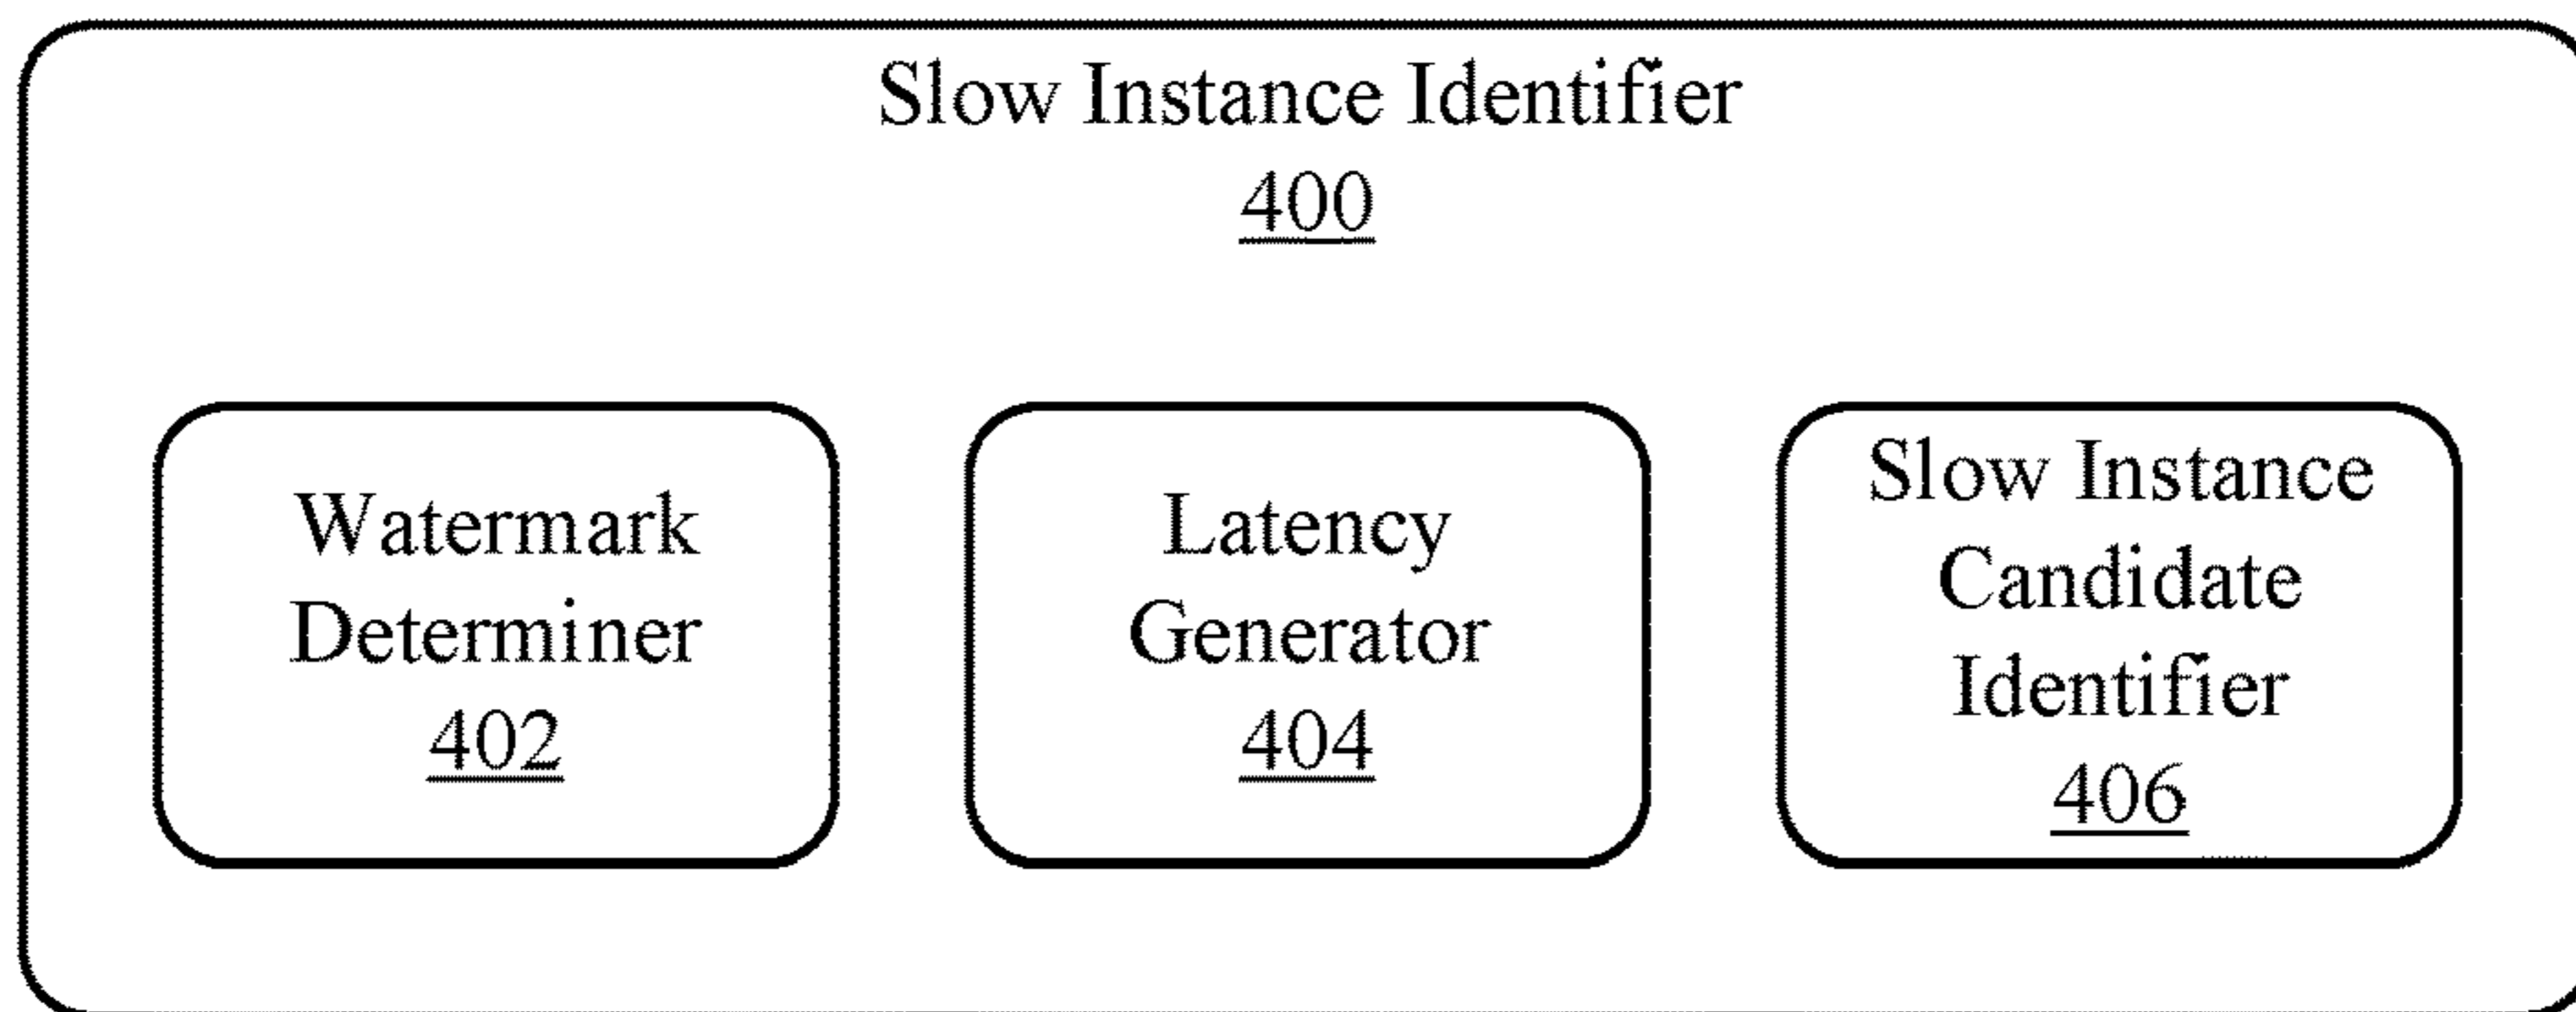 Slow Instance Identifier
400
Watermark
Determiner
402
Latency
Generator
404
Slow Instance
Candidate
Identifier
406